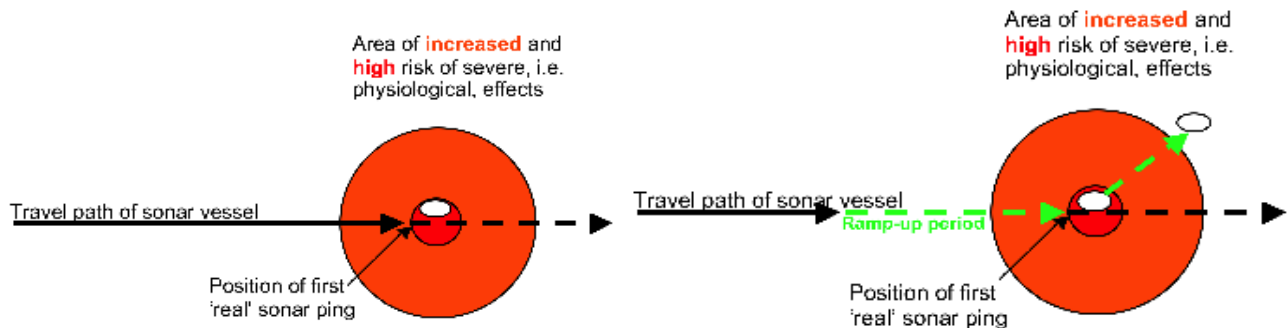 Area of increased and
high risk of severe, i.e.
physiological, effects
Travel path of sonar vessel
Position of first
'real' sonar ping
Area of increased and
high risk of severe, i.e.
physiological, effects
Travel path of sonar vessel
Ramp-up period
Position of first
'real' sonar ping